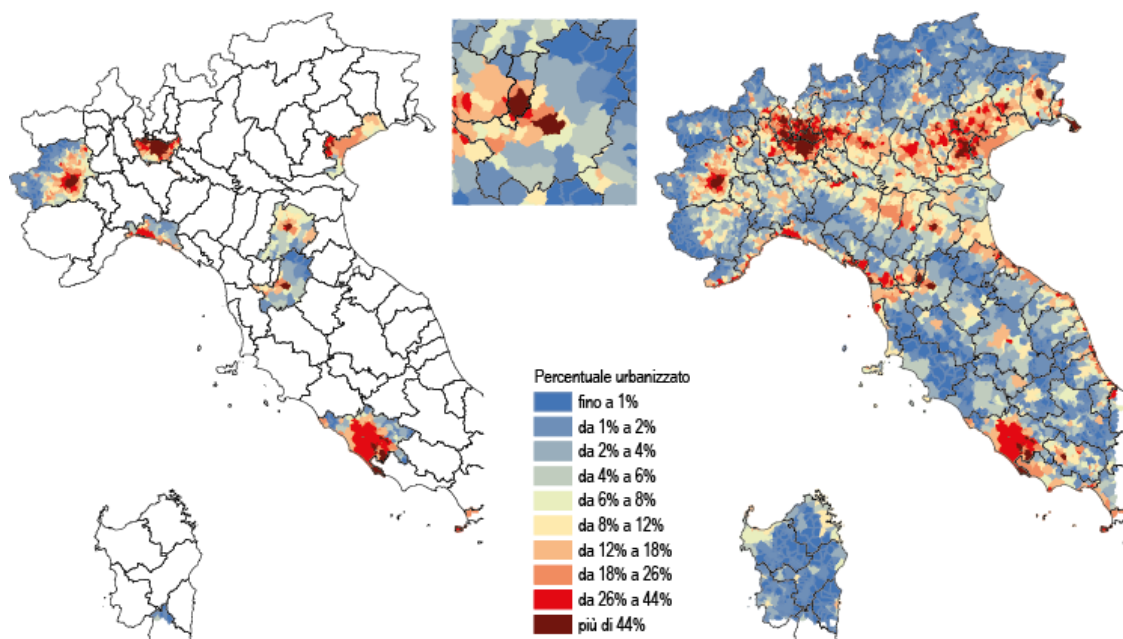 Percentuale urbanizzato
fino a 1%
da 1% a 2%
da 2% a 4%
da 4% a 6%
da 6% a 8%
da 8% a 12%
da 12% a 18%
da 18% a 26%
da 26% a 44%
più di 44%